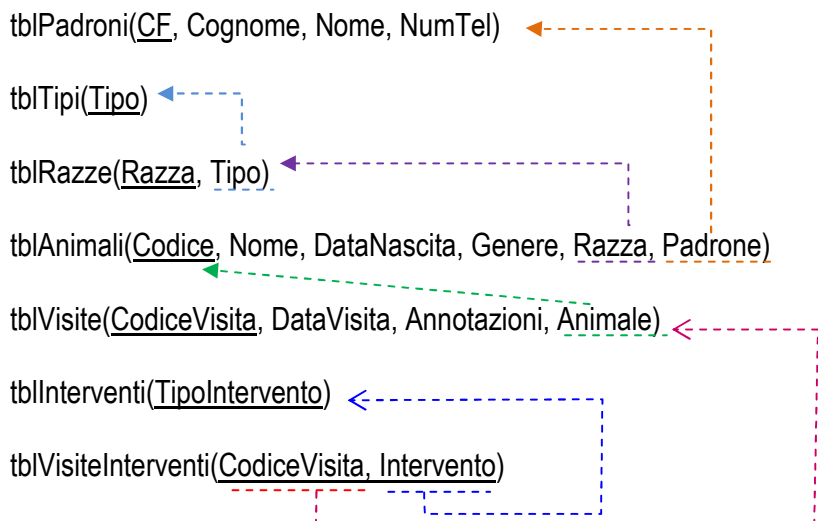 tblPadroni(CF, Cognome, Nome, NumTel)
tblTipi(Tipo)
tblRazze(Razza, Tipo)
tblAnimali(Codice, Nome, DataNascita, Genere, Razza, Padrone)
tblVisite(CodiceVisita, DataVisita, Annotazioni, Animale)
tblInterventi(TipoIntervento)
tblVisiteInterventi(CodiceVisita, Intervento)